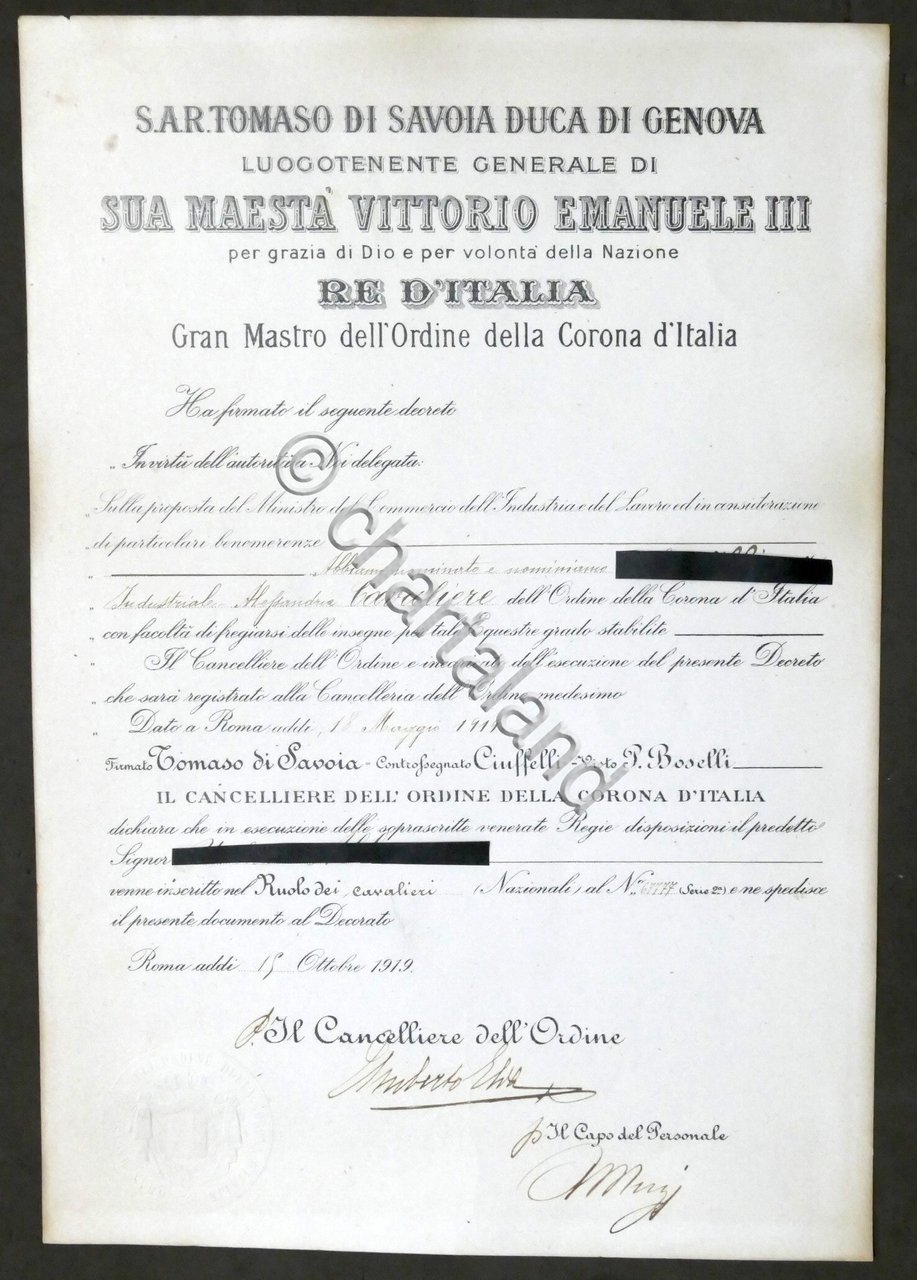 S.A.R. TOMASO DI SAVOIA DUCA DI GENOVA
LUOGOTENENTE GENERALE DI
SUA MAESTÀ VITTORIO EMANUELE III
per grazia di Dio e per volontà della Nazione
RE D'ITALIA
Gran Mastro dell'Ordine della Corona d'Italia
Ha firmato il seguente decreto
„ In virtù dell'autorità a Noi delegata:
„ Sulla proposta del Ministro del Commercio dell'Industria e del Lavoro ed in considerazione
„ di particolari benemerenze
„ Abbiamo nominato e nominiamo
„ Industriale Alessandria Cavaliere dell'Ordine della Corona d'Italia
„ con facoltà di fregiarsi delle insegne per tale Equestre grado stabilite
„ Il Cancelliere dell'Ordine è incaricato dell'esecuzione del presente Decreto
„ che sarà registrato alla Cancelleria dell'Ordine medesimo
„ Dato a Roma addì, 18 Maggio
Firmato Tomaso di Savoia - Controssegnato Ciuffelli - Visto P. Boselli
IL CANCELLIERE DELL'ORDINE DELLA CORONA D'ITALIA
dichiara che in esecuzione delle soprascritte venerate Regie disposizioni il predetto
Signor
venne inscritto nel Ruolo dei Cavalieri (Nazionali) al N. (Serie 2a) e ne spedisce
il presente documento al Decorato
Roma addì 15 Ottobre 1919.
p. Il Cancelliere dell'Ordine
Umberto
p Il Capo del Personale
© chartaland